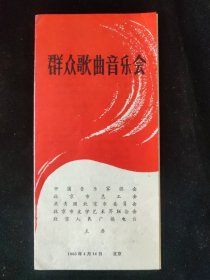 群众歌曲音乐会
中国音乐家协会
北京市总工会
共青团北京市委员会
北京市文学艺术界联合会
北京人民广播电台
主办
1965年4月18日 北京